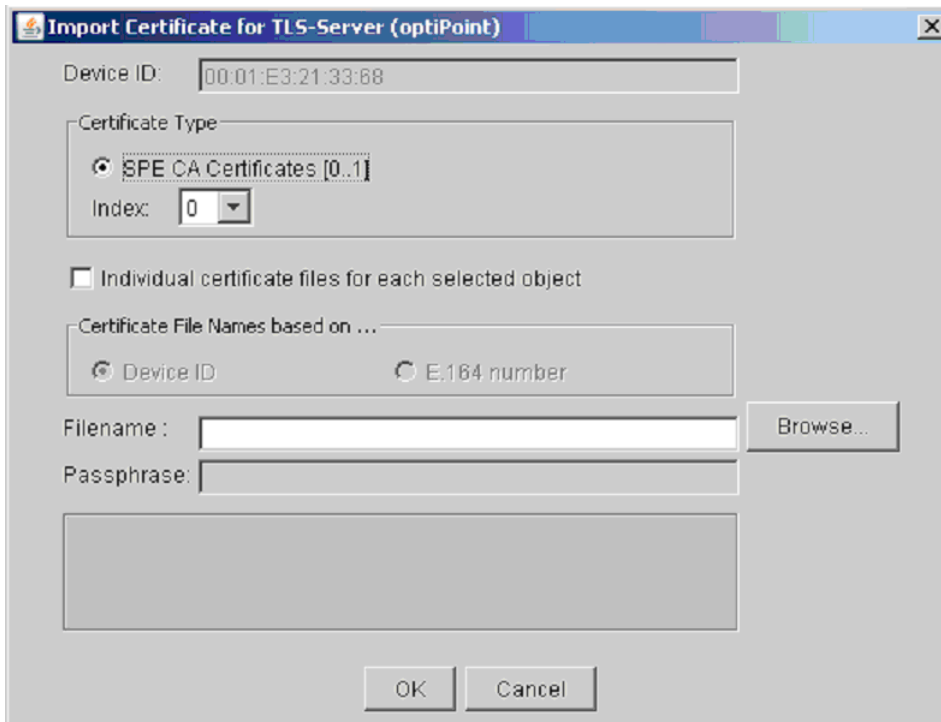 Import Certificate for TLS-Server (optiPoint)
Device ID: 00:01:E3:21:33:68
Certificate Type
SPE CA Certificates [0..1]
Index: 0
Individual certificate files for each selected object
Certificate File Names based on ...
Device ID E.164 number
Filename : Browse...
Passphrase:
OK Cancel